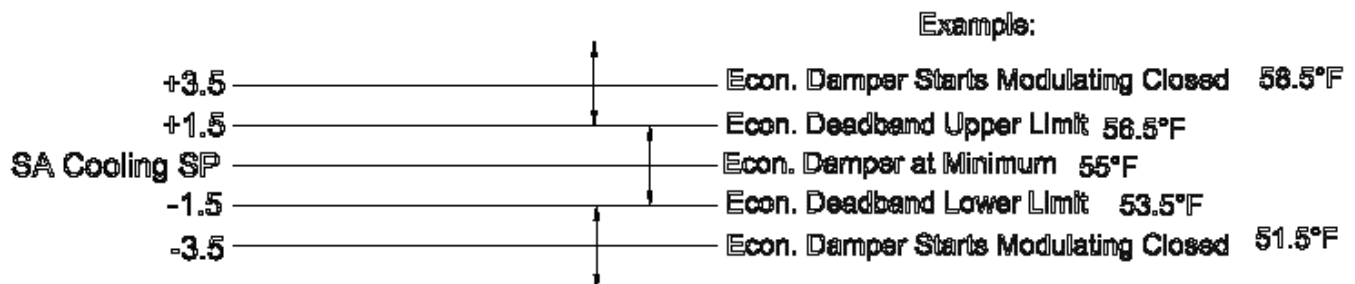 Example:
+3.5 Econ. Damper Starts Modulating Closed 58.5°F
+1.5 Econ. Deadband Upper Limit 56.5°F
SA Cooling SP Econ. Damper at Minimum 55°F
-1.5 Econ. Deadband Lower Limit 53.5°F
-3.5 Econ. Damper Starts Modulating Closed 51.5°F